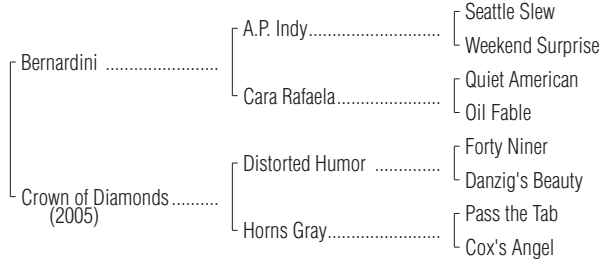 Seattle Slew
A.P. Indy..............................
Weekend Surprise
Bernardini .........................
Quiet American
Cara Rafaela........................
Oil Fable
Forty Niner
Distorted Humor ...............
Danzig's Beauty
Crown of Diamonds..........
(2005)
Pass the Tab
Horns Gray..........................
Cox's Angel